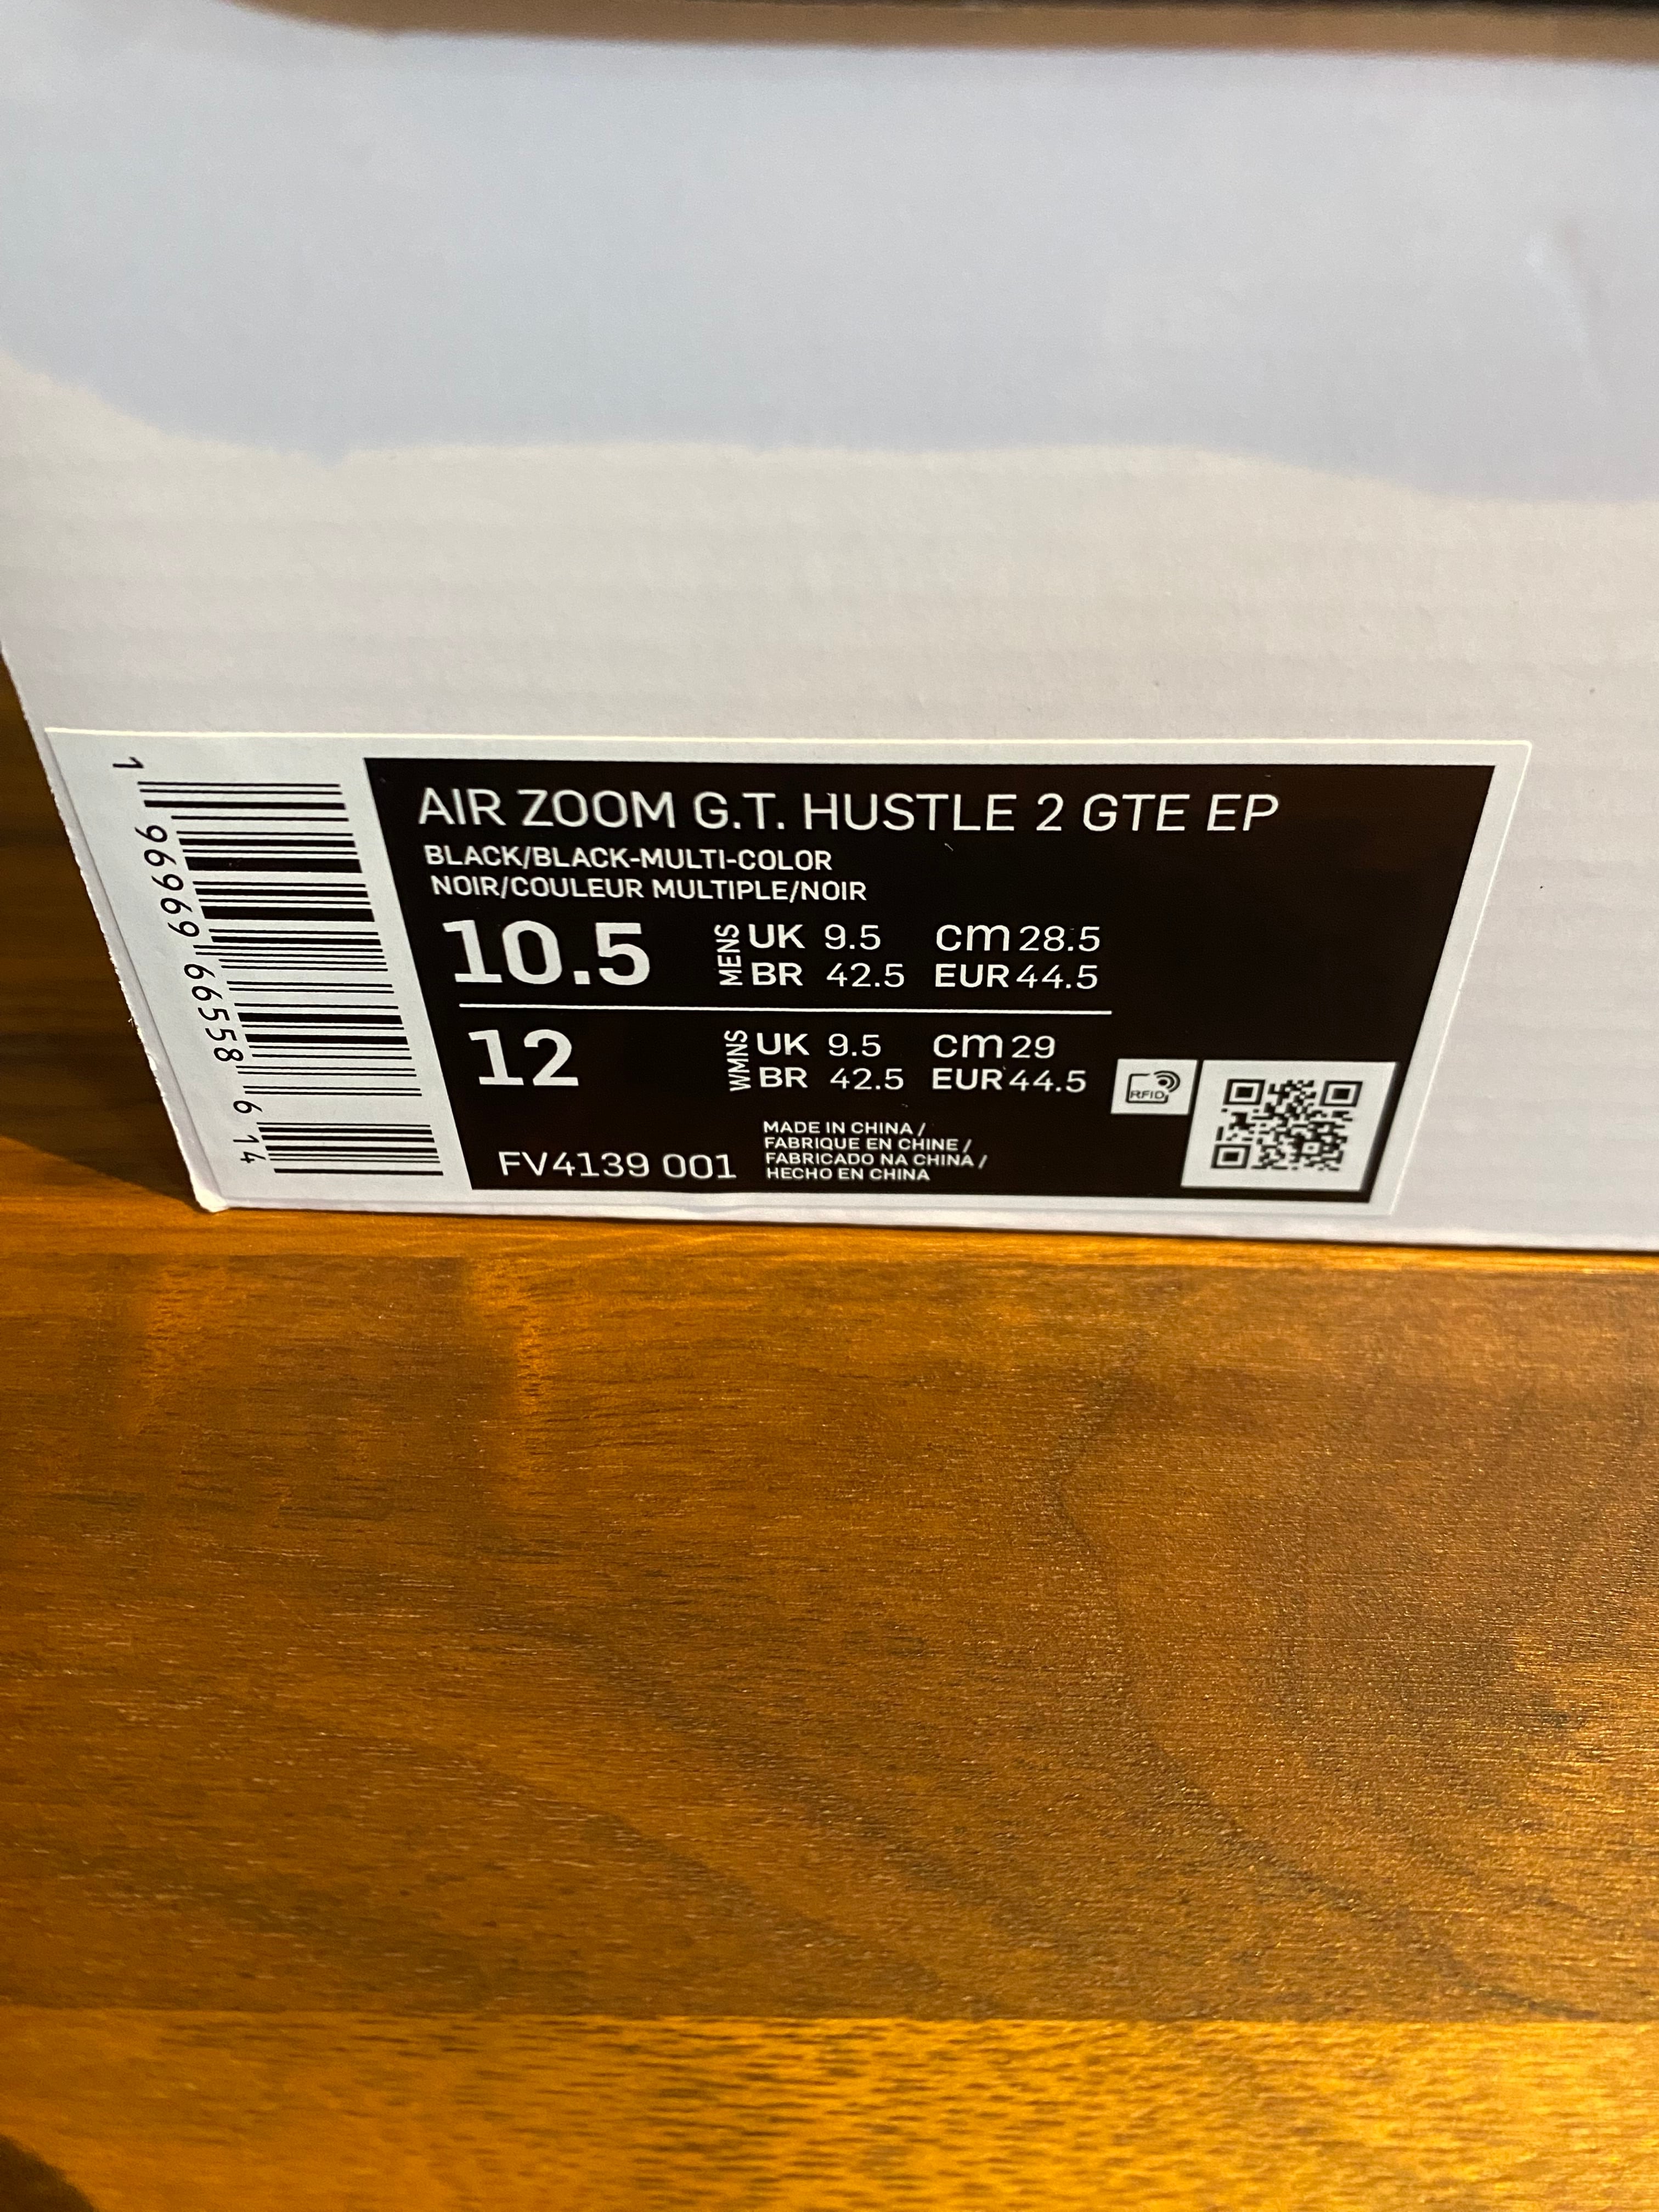 AIR ZOOM G.T. HUSTLE 2 GTE EP
BLACK/BLACK-MULTI-COLOR
NOIR/COULEUR MULTIPLE/NOIR
10.5 MENS UK 9.5 cm 28.5
BR 42.5 EUR 44.5
12 WMNS UK 9.5 cm 29
BR 42.5 EUR 44.5
RFID
FV4139 001
MADE IN CHINA /
FABRIQUE EN CHINE /
FABRICADO NA CHINA /
HECHO EN CHINA
1 96969 66558 6 14